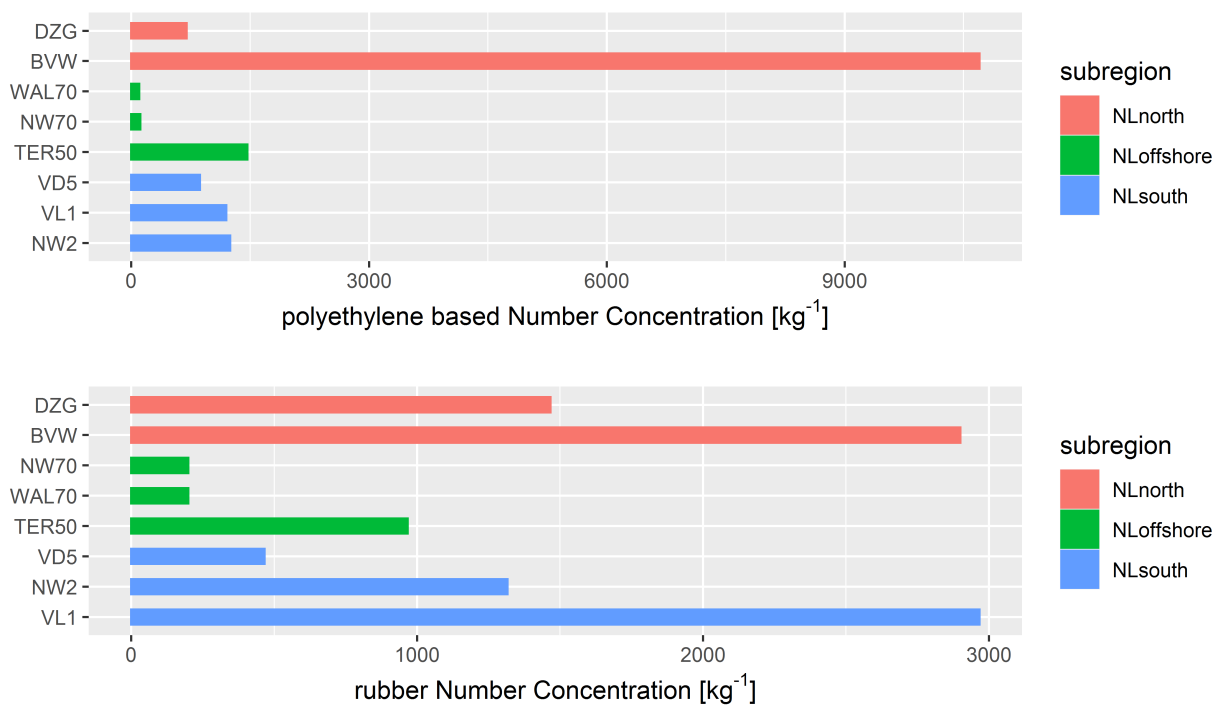 DZG
BVW
WAL70
NW70
TER50
VD5
VL1
NW2
0 3000 6000 9000
polyethylene based Number Concentration [kg⁻¹]
subregion
NLnorth
NLoffshore
NLsouth
DZG
BVW
NW70
WAL70
TER50
VD5
NW2
VL1
0 1000 2000 3000
rubber Number Concentration [kg⁻¹]
subregion
NLnorth
NLoffshore
NLsouth